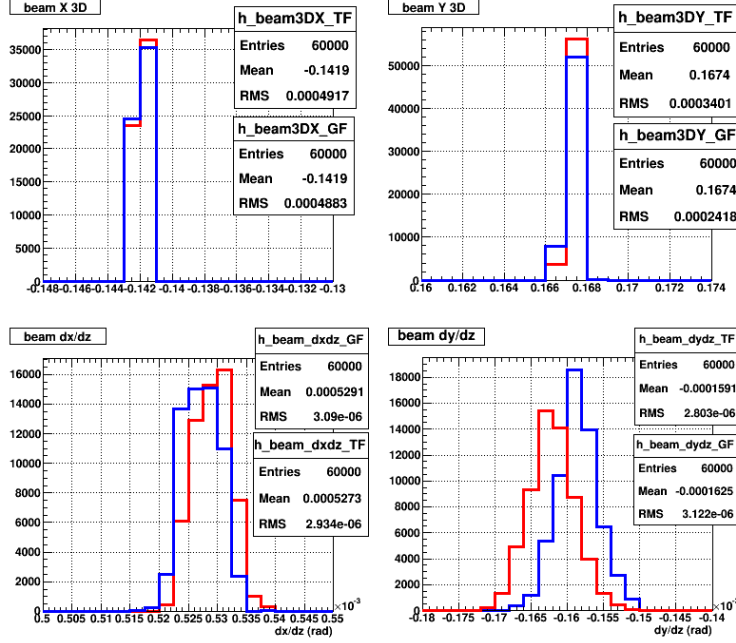 beam X 3D
h_beam3DX_TF
Entries 60000
Mean -0.1419
RMS 0.0004917
h_beam3DX_GF
Entries 60000
Mean -0.1419
RMS 0.0004883
35000
30000
25000
20000
15000
10000
5000
0
-0.148-0.146-0.144-0.142 -0.14 -0.138-0.136-0.134-0.132 -0.13
beam Y 3D
h_beam3DY_TF
Entries 60000
Mean 0.1674
RMS 0.0003401
h_beam3DY_GF
Entries 60000
Mean 0.1674
RMS 0.0002418
50000
40000
30000
20000
10000
0
0.16 0.162 0.164 0.166 0.168 0.17 0.172 0.174
beam dx/dz
h_beam_dxdz_GF
Entries 60000
Mean 0.0005291
RMS 3.09e-06
h_beam_dxdz_TF
Entries 60000
Mean 0.0005273
RMS 2.934e-06
16000
14000
12000
10000
8000
6000
4000
2000
0
0.5 0.505 0.51 0.515 0.52 0.525 0.53 0.535 0.54 0.545 0.55
×10⁻³
dx/dz (rad)
beam dy/dz
h_beam_dydz_TF
Entries 60000
Mean -0.0001591
RMS 2.803e-06
h_beam_dydz_GF
Entries 60000
Mean -0.0001625
RMS 3.122e-06
18000
16000
14000
12000
10000
8000
6000
4000
2000
0
-0.18 -0.175 -0.17 -0.165 -0.16 -0.155 -0.15 -0.145 -0.14
×10⁻³
dy/dz (rad)